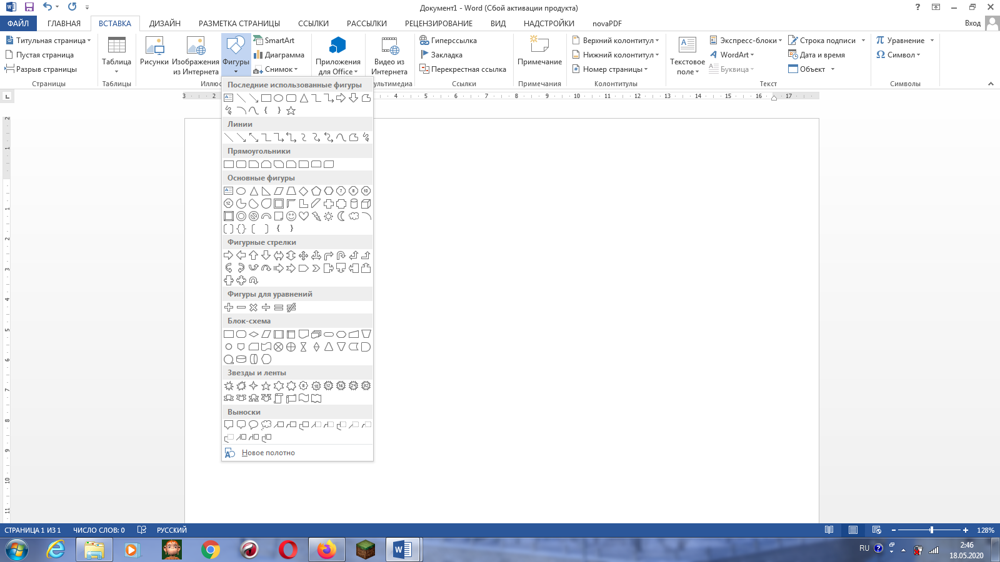 Документ1 - Word (Сбой активации продукта)
ФАЙЛ ГЛАВНАЯ ВСТАВКА ДИЗАЙН РАЗМЕТКА СТРАНИЦЫ ССЫЛКИ РАССЫЛКИ РЕЦЕНЗИРОВАНИЕ ВИД НАДСТРОЙКИ novaPDF Вход
Титульная страница
Пустая страница
Разрыв страницы
Страницы
Таблица
Таблицы
Рисунки
Изображения
из Интернета
Фигуры
SmartArt
Диаграмма
Снимок
Иллюс
Приложения
для Office
Видео из
Интернета
ультимедиа
Гиперссылка
Закладка
Перекрестная ссылка
Ссылки
Примечание
Примечания
Верхний колонтитул
Нижний колонтитул
Номер страницы
Колонтитулы
Текстовое
поле
Экспресс-блоки
WordArt
Буквица
Строка подписи
Дата и время
Объект
Текст
Уравнение
Символ
Символы
3 2 4 5 6 7 8 9 10 11 12 13 14 15 16 17
2 1 1 2 3 4 5 6 7 8 9 10 11
Последние использованные фигуры
Линии
Прямоугольники
Основные фигуры
Фигурные стрелки
Фигуры для уравнений
Блок-схема
Звезды и ленты
Выноски
Новое полотно
СТРАНИЦА 1 ИЗ 1 ЧИСЛО СЛОВ: 0 РУССКИЙ 128%
RU 2:46
18.05.2020